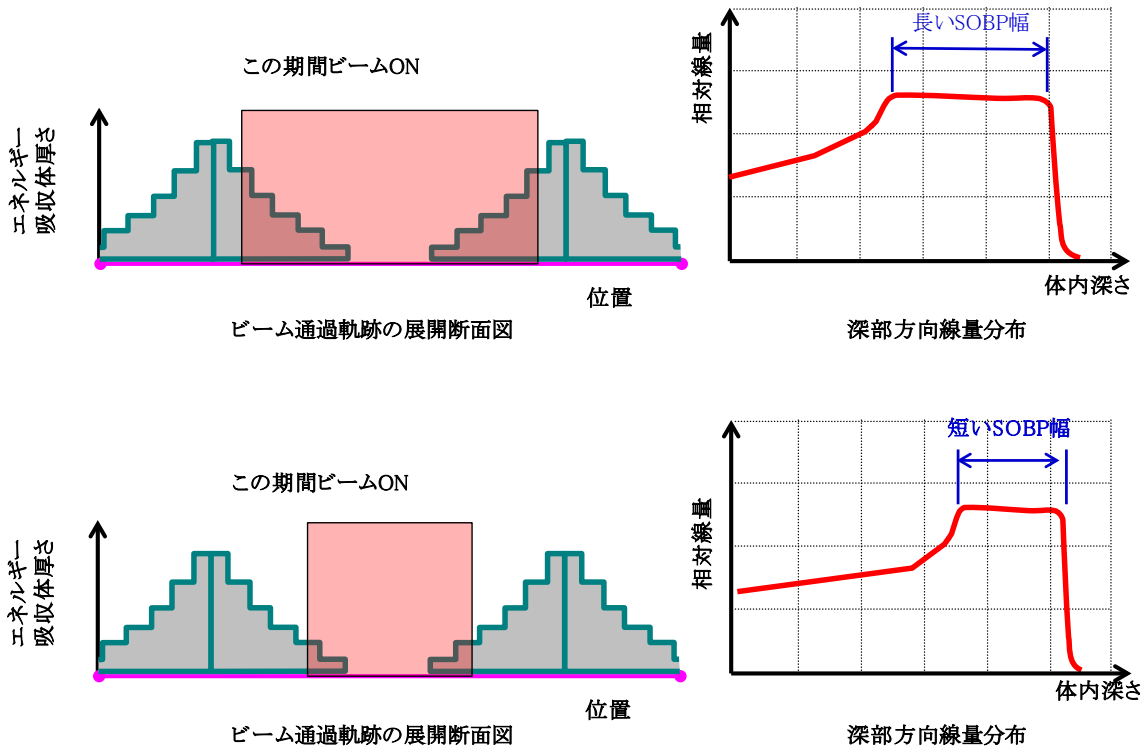 この期間ビームON
エネルギー
吸収体厚さ
位置
ビーム通過軌跡の展開断面図
長いSOBP幅
相対線量
体内深さ
深部方向線量分布
この期間ビームON
エネルギー
吸収体厚さ
位置
ビーム通過軌跡の展開断面図
短いSOBP幅
相対線量
体内深さ
深部方向線量分布